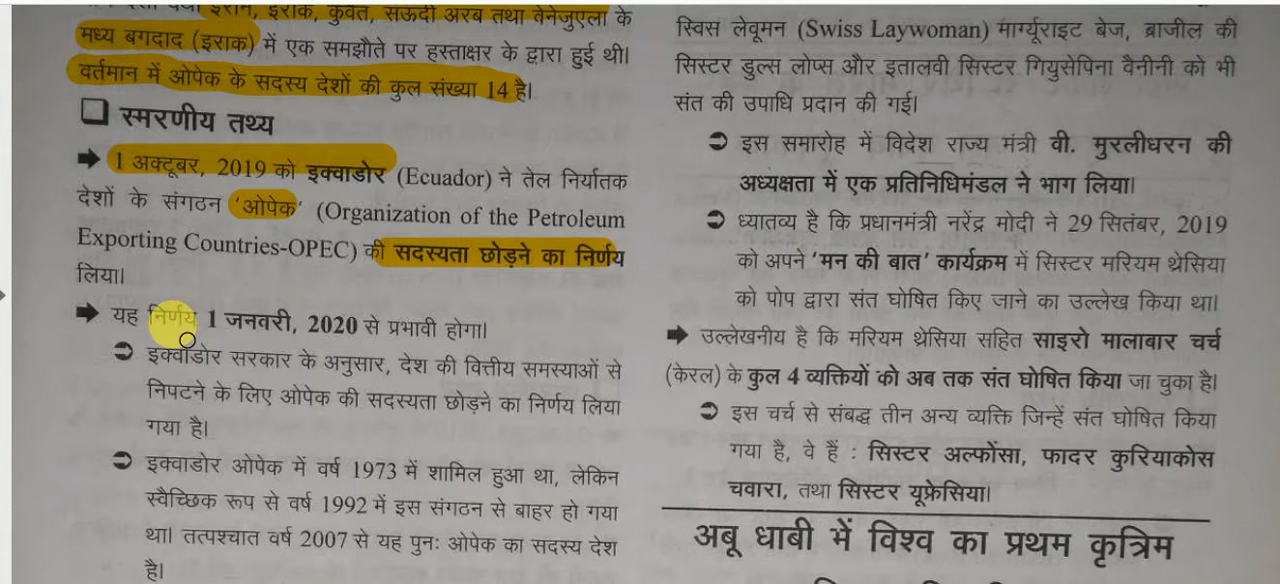 ईरान, इराक, कुवैत, सऊदी अरब तथा वेनेजुएला के
मध्य बगदाद (इराक) में एक समझौते पर हस्ताक्षर के द्वारा हुई थी।
वर्तमान में ओपेक के सदस्य देशों की कुल संख्या 14 है।
स्मरणीय तथ्य
1 अक्टूबर, 2019 को इक्वाडोर (Ecuador) ने तेल निर्यातक
देशों के संगठन 'ओपेक' (Organization of the Petroleum
Exporting Countries-OPEC) की सदस्यता छोड़ने का निर्णय
लिया।
यह निर्णय 1 जनवरी, 2020 से प्रभावी होगा।
इक्वाडोर सरकार के अनुसार, देश की वित्तीय समस्याओं से
निपटने के लिए ओपेक की सदस्यता छोड़ने का निर्णय लिया
गया है।
इक्वाडोर ओपेक में वर्ष 1973 में शामिल हुआ था, लेकिन
स्वैच्छिक रूप से वर्ष 1992 में इस संगठन से बाहर हो गया
था। तत्पश्चात वर्ष 2007 से यह पुनः ओपेक का सदस्य देश
है।
स्विस लेवूमन (Swiss Laywoman) मार्ग्यूराइट बेज, ब्राजील की
सिस्टर डुल्स लोप्स और इतालवी सिस्टर गियुसेपिना वैनीनी को भी
संत की उपाधि प्रदान की गई।
इस समारोह में विदेश राज्य मंत्री वी. मुरलीधरन की
अध्यक्षता में एक प्रतिनिधिमंडल ने भाग लिया।
ध्यातव्य है कि प्रधानमंत्री नरेंद्र मोदी ने 29 सितंबर, 2019
को अपने 'मन की बात' कार्यक्रम में सिस्टर मरियम थ्रेसिया
को पोप द्वारा संत घोषित किए जाने का उल्लेख किया था।
उल्लेखनीय है कि मरियम थ्रेसिया सहित साइरो मालाबार चर्च
(केरल) के कुल 4 व्यक्तियों को अब तक संत घोषित किया जा चुका है।
इस चर्च से संबद्ध तीन अन्य व्यक्ति जिन्हें संत घोषित किया
गया है, वे हैं : सिस्टर अल्फोंसा, फादर कुरियाकोस
चवारा, तथा सिस्टर यूफ्रेसिया।
अबू धाबी में विश्व का प्रथम कृत्रिम